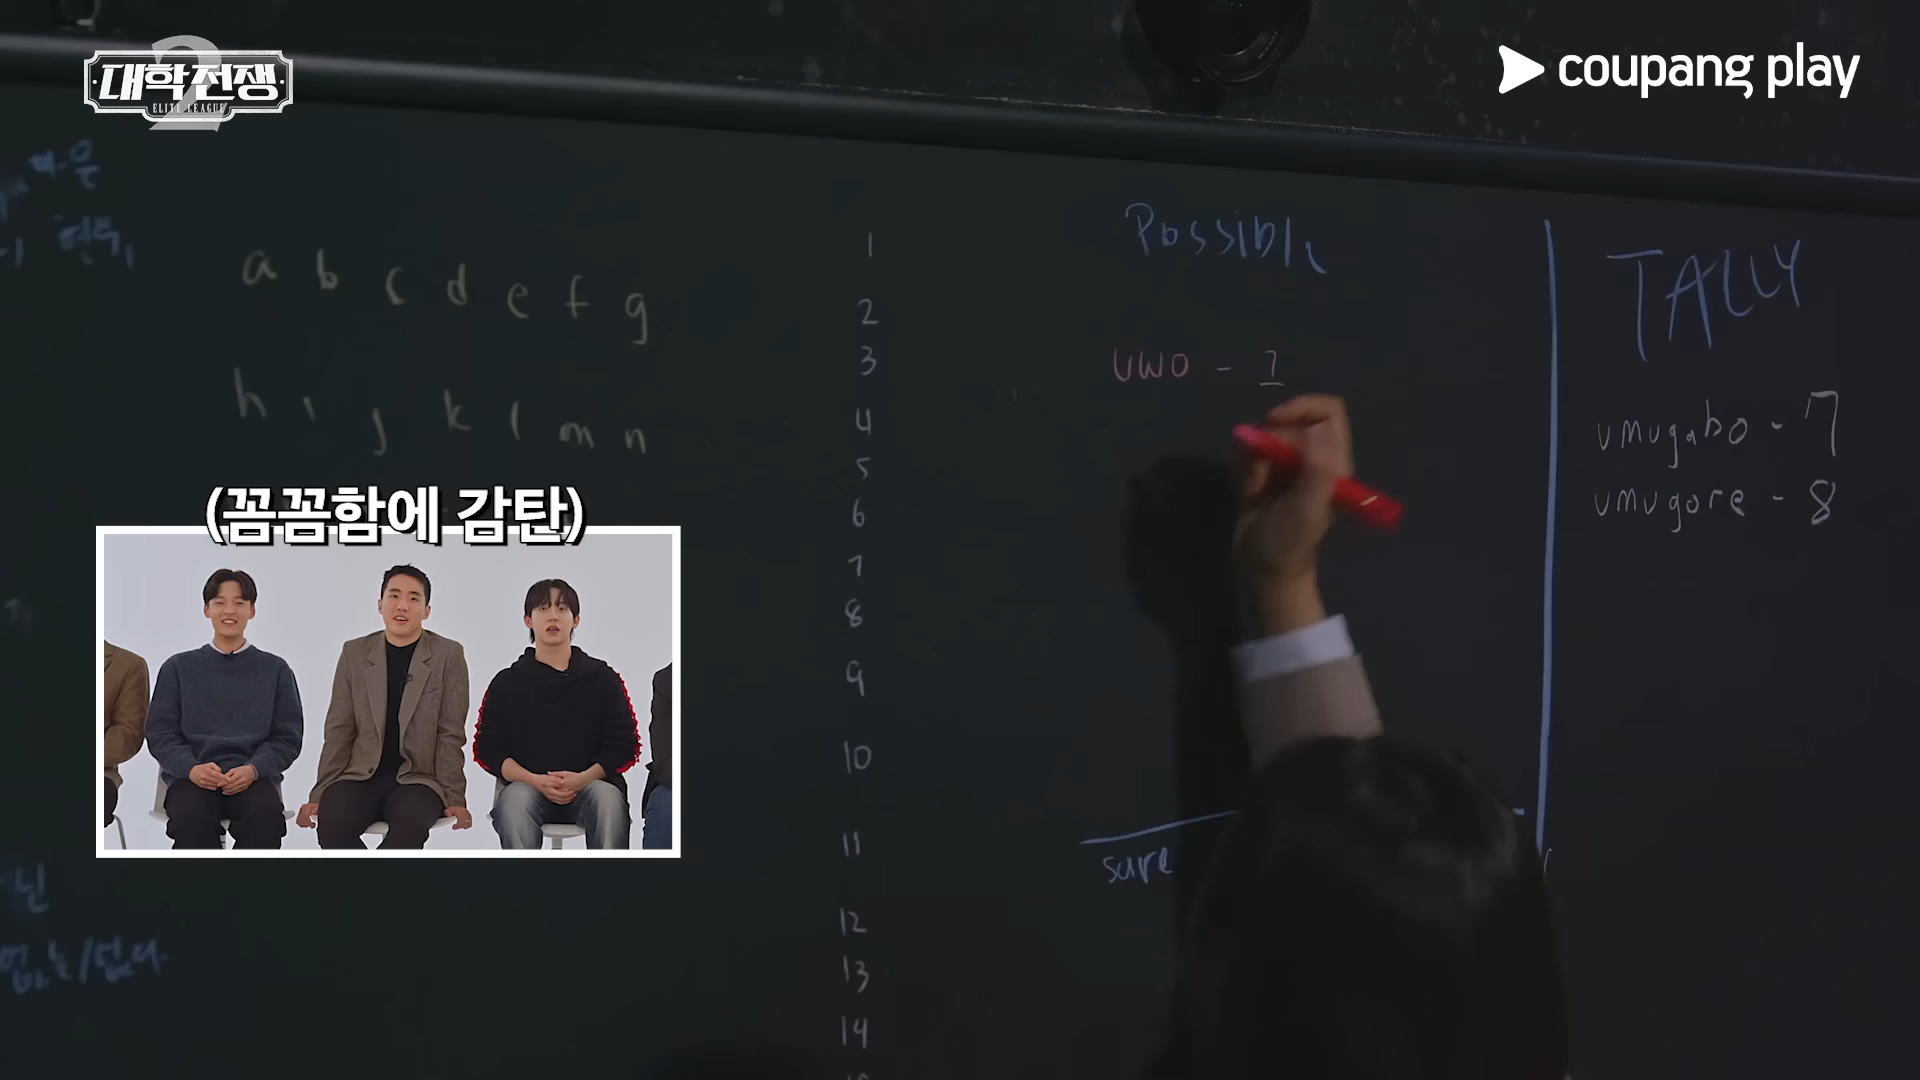 대학전쟁
2
ELITE LEAGUE
coupang play
a b c d e f g
h i j k l m n
1
2
3
4
5
6
7
8
9
10
11
12
13
14
Possible
UWO - 7
sure
TALLY
umugabo - 7
umugore - 8
(꼼꼼함에 감탄)